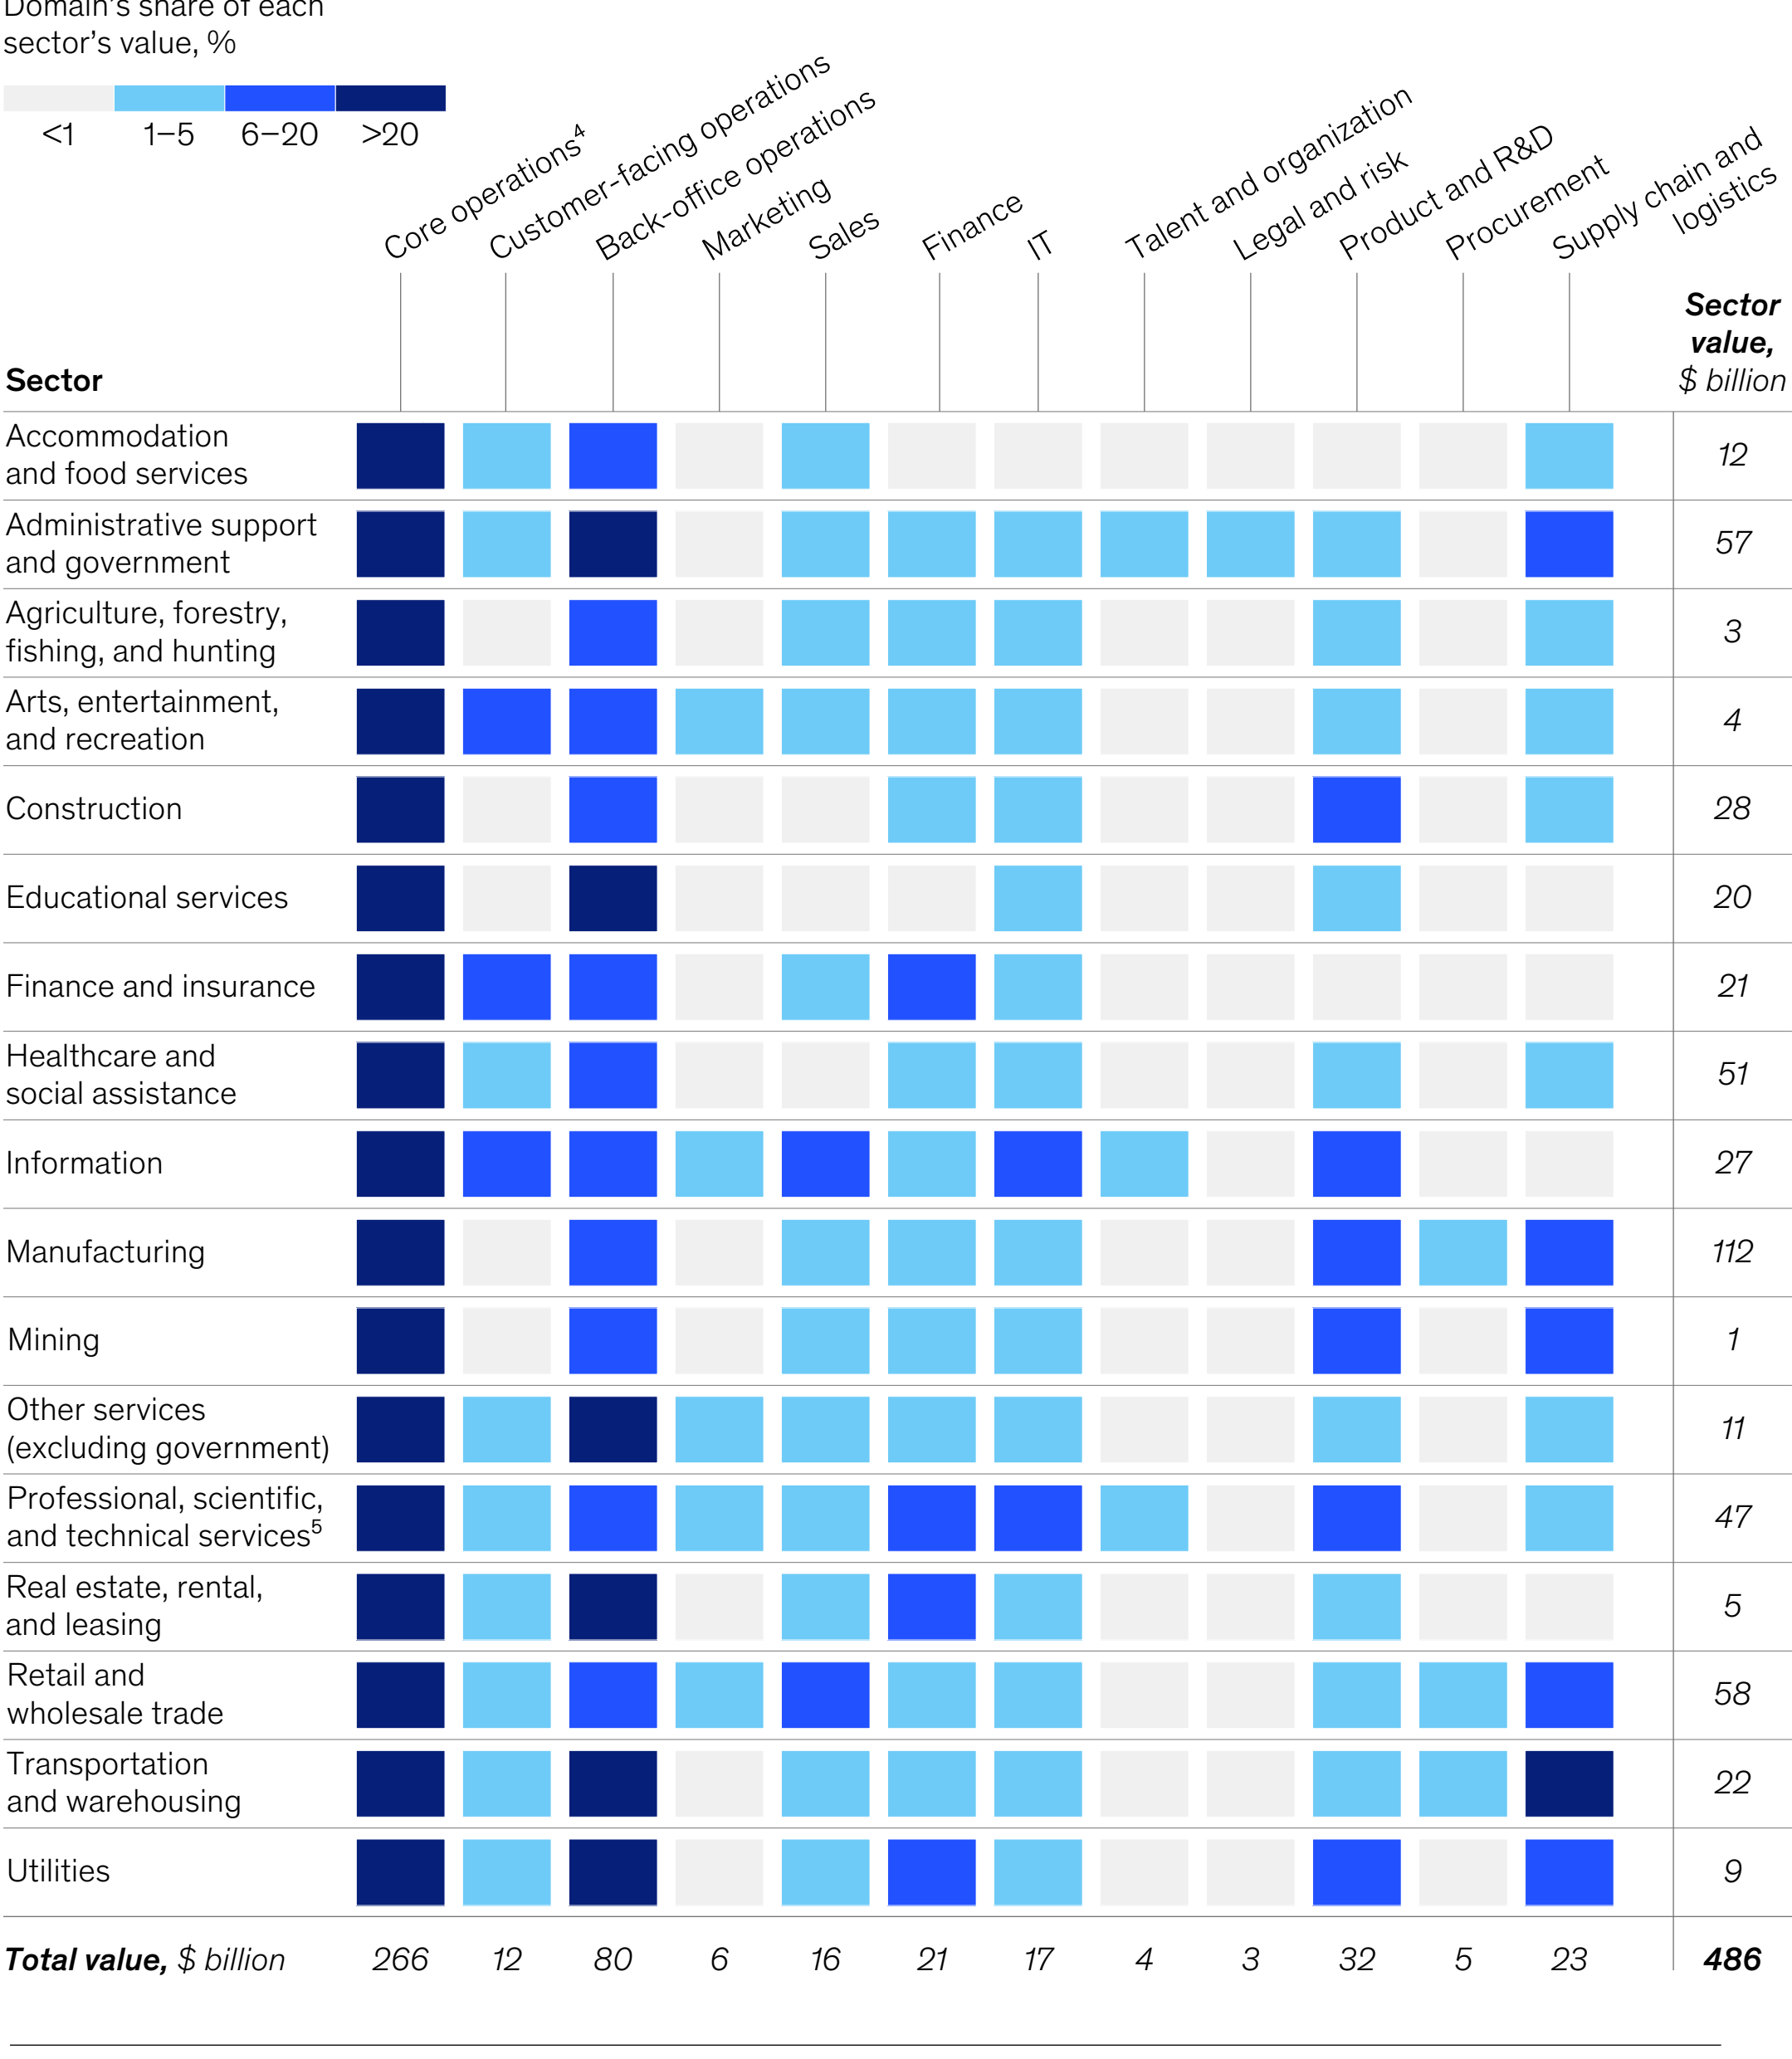 Domain's share of each
sector's value, %
<1 1–5 6–20 >20
Core operations⁴
Customer-facing operations
Back-office operations
Marketing
Sales
Finance
IT
Talent and organization
Legal and risk
Product and R&D
Procurement
Supply chain and
logistics
Sector
Sector
value,
$ billion
Accommodation
and food services
12
Administrative support
and government
57
Agriculture, forestry,
fishing, and hunting
3
Arts, entertainment,
and recreation
4
Construction
28
Educational services
20
Finance and insurance
21
Healthcare and
social assistance
51
Information
27
Manufacturing
112
Mining
1
Other services
(excluding government)
11
Professional, scientific,
and technical services⁵
47
Real estate, rental,
and leasing
5
Retail and
wholesale trade
58
Transportation
and warehousing
22
Utilities
9
Total value, $ billion 266 12 80 6 16 21 17 4 3 32 5 23 486